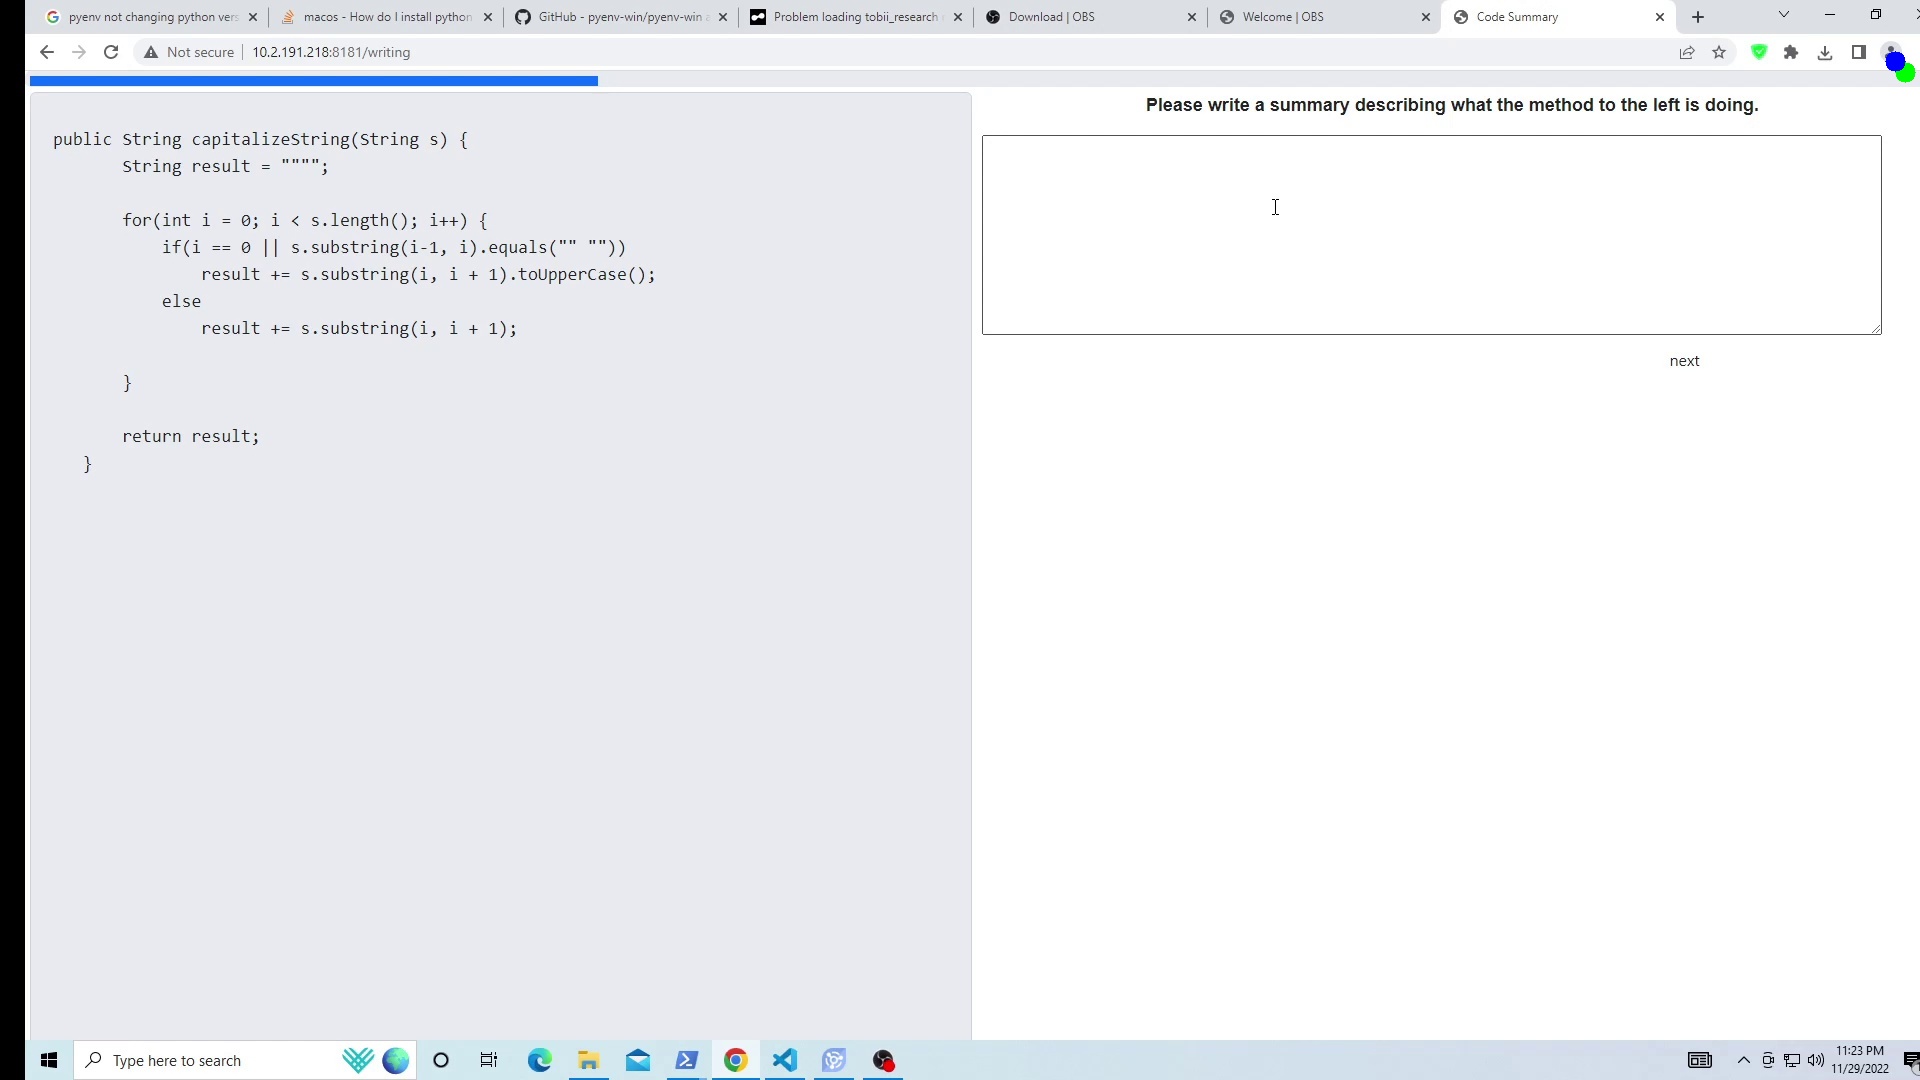 pyenv not changing python vers
macos - How do I install python
GitHub - pyenv-win/pyenv-win
Problem loading tobii_research
Download | OBS
Welcome | OBS
Code Summary
Not secure
10.2.191.218:8181/writing
public String capitalizeString(String s) {
String result = """";
for(int i = 0; i < s.length(); i++) {
if(i == 0 || s.substring(i-1, i).equals("" ""))
result += s.substring(i, i + 1).toUpperCase();
else
result += s.substring(i, i + 1);
}
return result;
}
Please write a summary describing what the method to the left is doing.
next
Type here to search
11:23 PM
11/29/2022